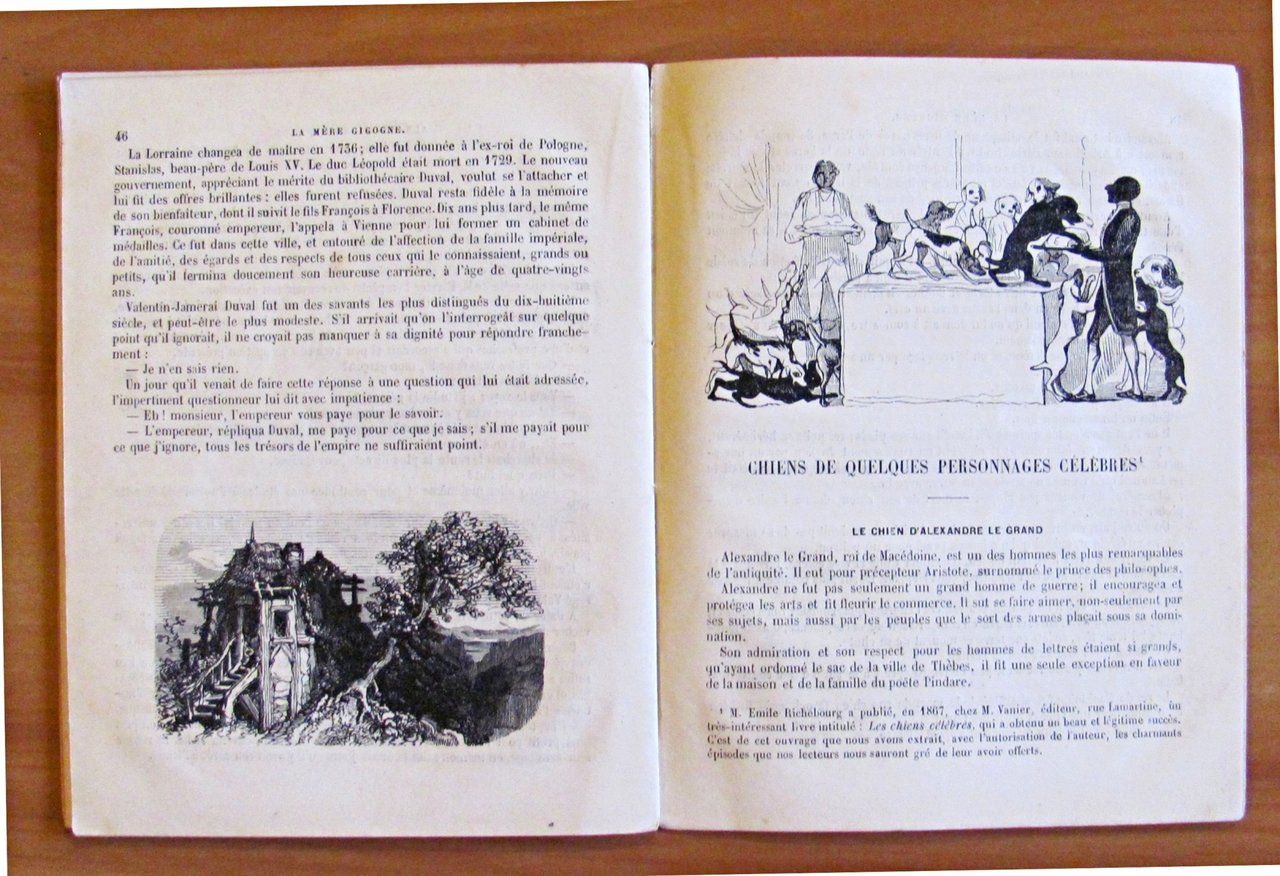 46
LA MÈRE GIGOGNE.
La Lorraine changea de maître en 1736; elle fut donnée à l'ex-roi de Pologne,
Stanislas, beau-père de Louis XV. Le duc Léopold était mort en 1729. Le nouveau
gouvernement, appréciant le mérite du bibliothécaire Duval, voulut se l'attacher et
lui fit des offres brillantes : elles furent refusées. Duval resta fidèle à la mémoire
de son bienfaiteur, dont il suivit le fils François à Florence. Dix ans plus tard, le même
François, couronné empereur, l'appela à Vienne pour lui former un cabinet de
médailles. Ce fut dans cette ville, et entouré de l'affection de la famille impériale,
de l'amitié, des égards et des respects de tous ceux qui le connaissaient, grands ou
petits, qu'il termina doucement son heureuse carrière, à l'âge de quatre-vingts
ans.
Valentin-Jamerai Duval fut un des savants les plus distingués du dix-huitième
siècle, et peut-être le plus modeste. S'il arrivait qu'on l'interrogeât sur quelque
point qu'il ignorait, il ne croyait pas manquer à sa dignité pour répondre franche-
ment :
— Je n'en sais rien.
Un jour qu'il venait de faire cette réponse à une question qui lui était adressée,
l'impertinent questionneur lui dit avec impatience :
— Eh! monsieur, l'empereur vous paye pour le savoir.
— L'empereur, répliqua Duval, me paye pour ce que je sais; s'il me payait pour
ce que j'ignore, tous les trésors de l'empire ne suffiraient point.
CHIENS DE QUELQUES PERSONNAGES CÉLÈBRES¹
LE CHIEN D'ALEXANDRE LE GRAND
Alexandre le Grand, roi de Macédoine, est un des hommes les plus remarquables
de l'antiquité. Il eut pour précepteur Aristote, surnommé le prince des philosophes.
Alexandre ne fut pas seulement un grand homme de guerre; il encouragea et
protégea les arts et fit fleurir le commerce. Il sut se faire aimer, non-seulement par
ses sujets, mais aussi par les peuples que le sort des armes plaçait sous sa domi-
nation.
Son admiration et son respect pour les hommes de lettres étaient si grands,
qu'ayant ordonné le sac de la ville de Thèbes, il fit une seule exception en faveur
de la maison et de la famille du poëte Pindare.
¹ M. Emile Richebourg a publié, en 1867, chez M. Vanier, éditeur, rue Lamartine, un
très-intéressant livre intitulé : Les chiens célèbres, qui a obtenu un beau et légitime succès.
C'est de cet ouvrage que nous avons extrait, avec l'autorisation de l'auteur, les charmants
épisodes que nos lecteurs nous sauront gré de leur avoir offerts.